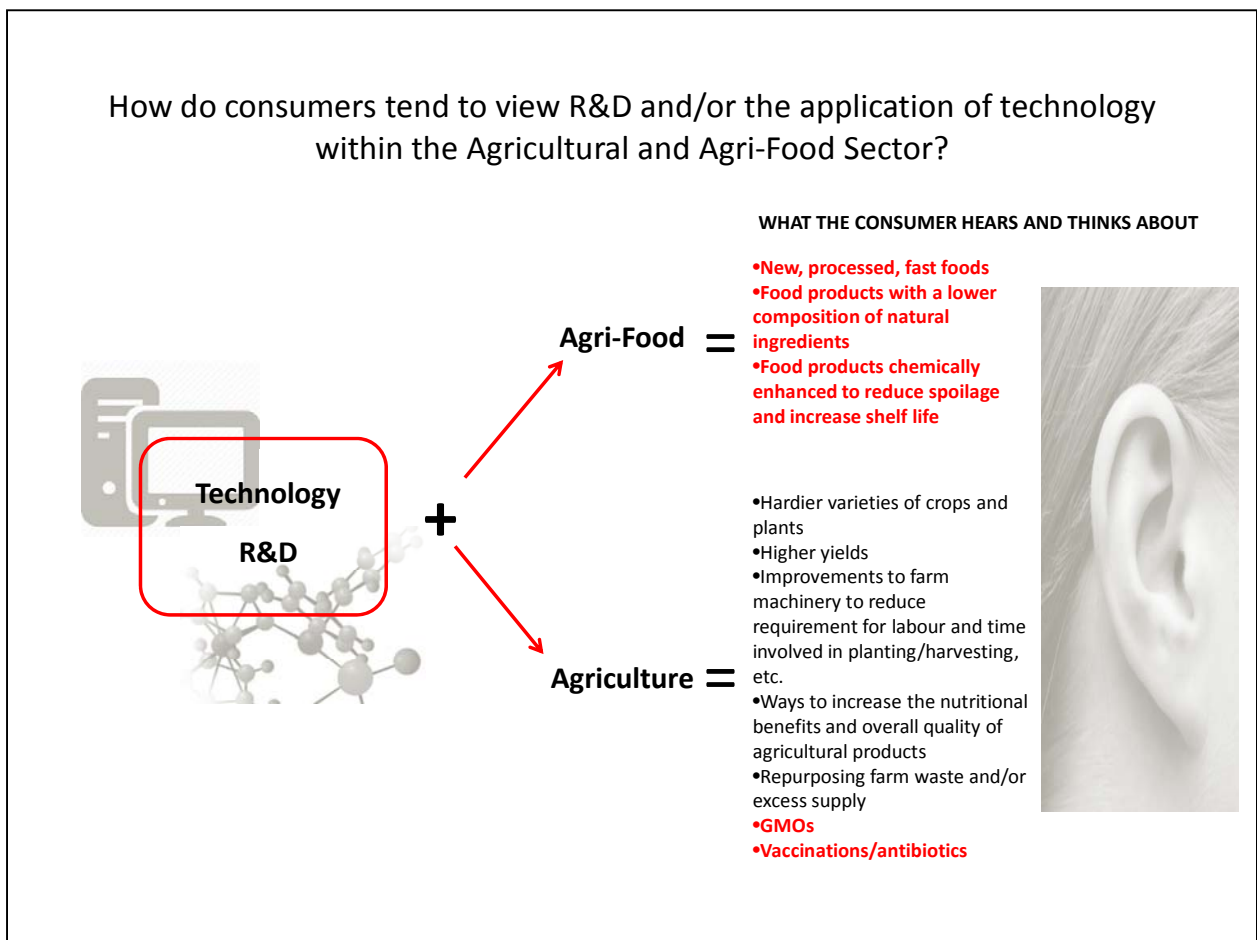 How do consumers tend to view R&D and/or the application of technology
within the Agricultural and Agri-Food Sector?
WHAT THE CONSUMER HEARS AND THINKS ABOUT
•New, processed, fast foods
•Food products with a lower
composition of natural
ingredients
•Food products chemically
enhanced to reduce spoilage
and increase shelf life
Agri-Food =
Technology
R&D
+
Agriculture =
•Hardier varieties of crops and
plants
•Higher yields
•Improvements to farm
machinery to reduce
requirement for labour and time
involved in planting/harvesting,
etc.
•Ways to increase the nutritional
benefits and overall quality of
agricultural products
•Repurposing farm waste and/or
excess supply
•GMOs
•Vaccinations/antibiotics